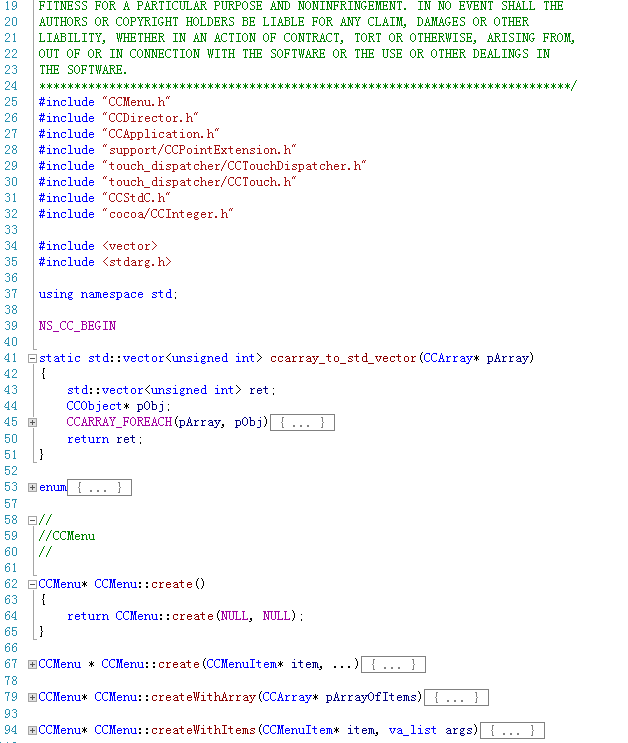 19 FITNESS FOR A PARTICULAR PURPOSE AND NONINFRINGEMENT. IN NO EVENT SHALL THE
20 AUTHORS OR COPYRIGHT HOLDERS BE LIABLE FOR ANY CLAIM, DAMAGES OR OTHER
21 LIABILITY, WHETHER IN AN ACTION OF CONTRACT, TORT OR OTHERWISE, ARISING FROM,
22 OUT OF OR IN CONNECTION WITH THE SOFTWARE OR THE USE OR OTHER DEALINGS IN
23 THE SOFTWARE.
24 ****************************************************************************/
25 #include "CCMenu.h"
26 #include "CCDirector.h"
27 #include "CCApplication.h"
28 #include "support/CCPointExtension.h"
29 #include "touch_dispatcher/CCTouchDispatcher.h"
30 #include "touch_dispatcher/CCTouch.h"
31 #include "CCStdC.h"
32 #include "cocoa/CCInteger.h"
33
34 #include <vector>
35 #include <stdarg.h>
36
37 using namespace std;
38
39 NS_CC_BEGIN
40
41 static std::vector<unsigned int> ccarray_to_std_vector(CCArray* pArray)
42 {
43 std::vector<unsigned int> ret;
44 CCObject* pObj;
45 CCARRAY_FOREACH(pArray, pObj) { ... }
50 return ret;
51 }
52
53 enum { ... }
57
58 //
59 //CCMenu
60 //
61
62 CCMenu* CCMenu::create()
63 {
64 return CCMenu::create(NULL, NULL);
65 }
66
67 CCMenu * CCMenu::create(CCMenuItem* item, ...) { ... }
78
79 CCMenu* CCMenu::createWithArray(CCArray* pArrayOfItems) { ... }
93
94 CCMenu* CCMenu::createWithItems(CCMenuItem* item, va_list args) { ... }